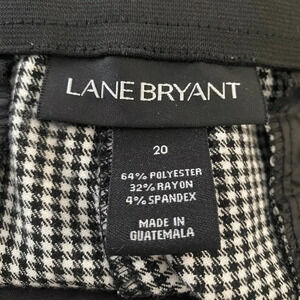 LANE BRYANT
20
64% POLYESTER
32% RAYON
4% SPANDEX
MADE IN
GUATEMALA